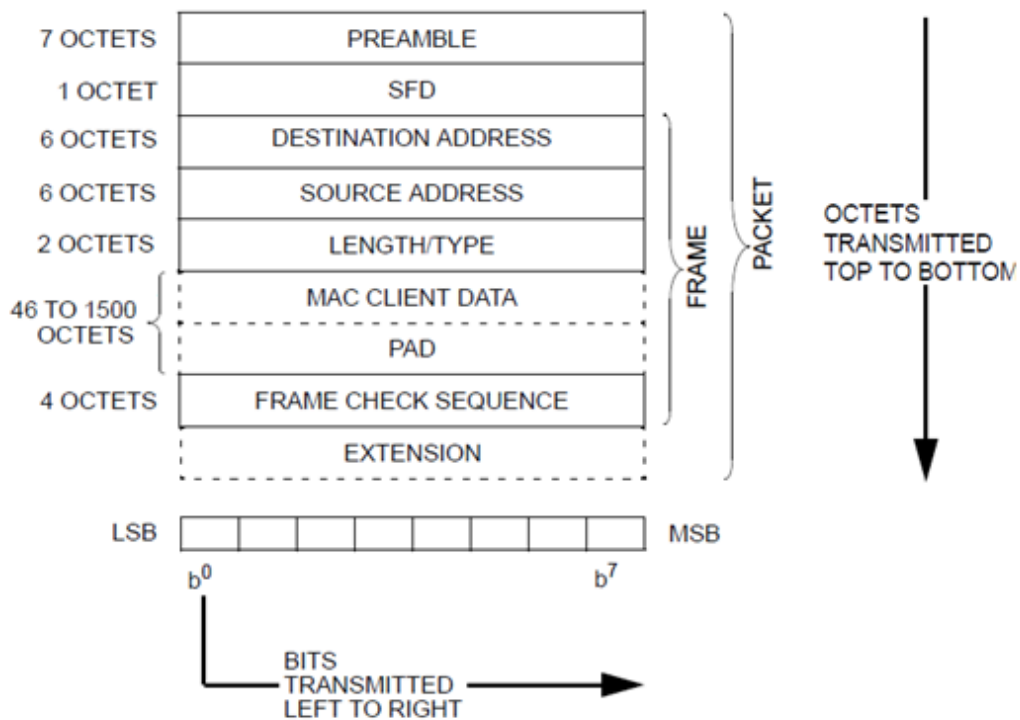 7 OCTETS PREAMBLE
1 OCTET SFD
6 OCTETS DESTINATION ADDRESS
6 OCTETS SOURCE ADDRESS
2 OCTETS LENGTH/TYPE
46 TO 1500
OCTETS
MAC CLIENT DATA
PAD
4 OCTETS FRAME CHECK SEQUENCE
EXTENSION
FRAME
PACKET
OCTETS
TRANSMITTED
TOP TO BOTTOM
LSB MSB
b0 b7
BITS
TRANSMITTED
LEFT TO RIGHT